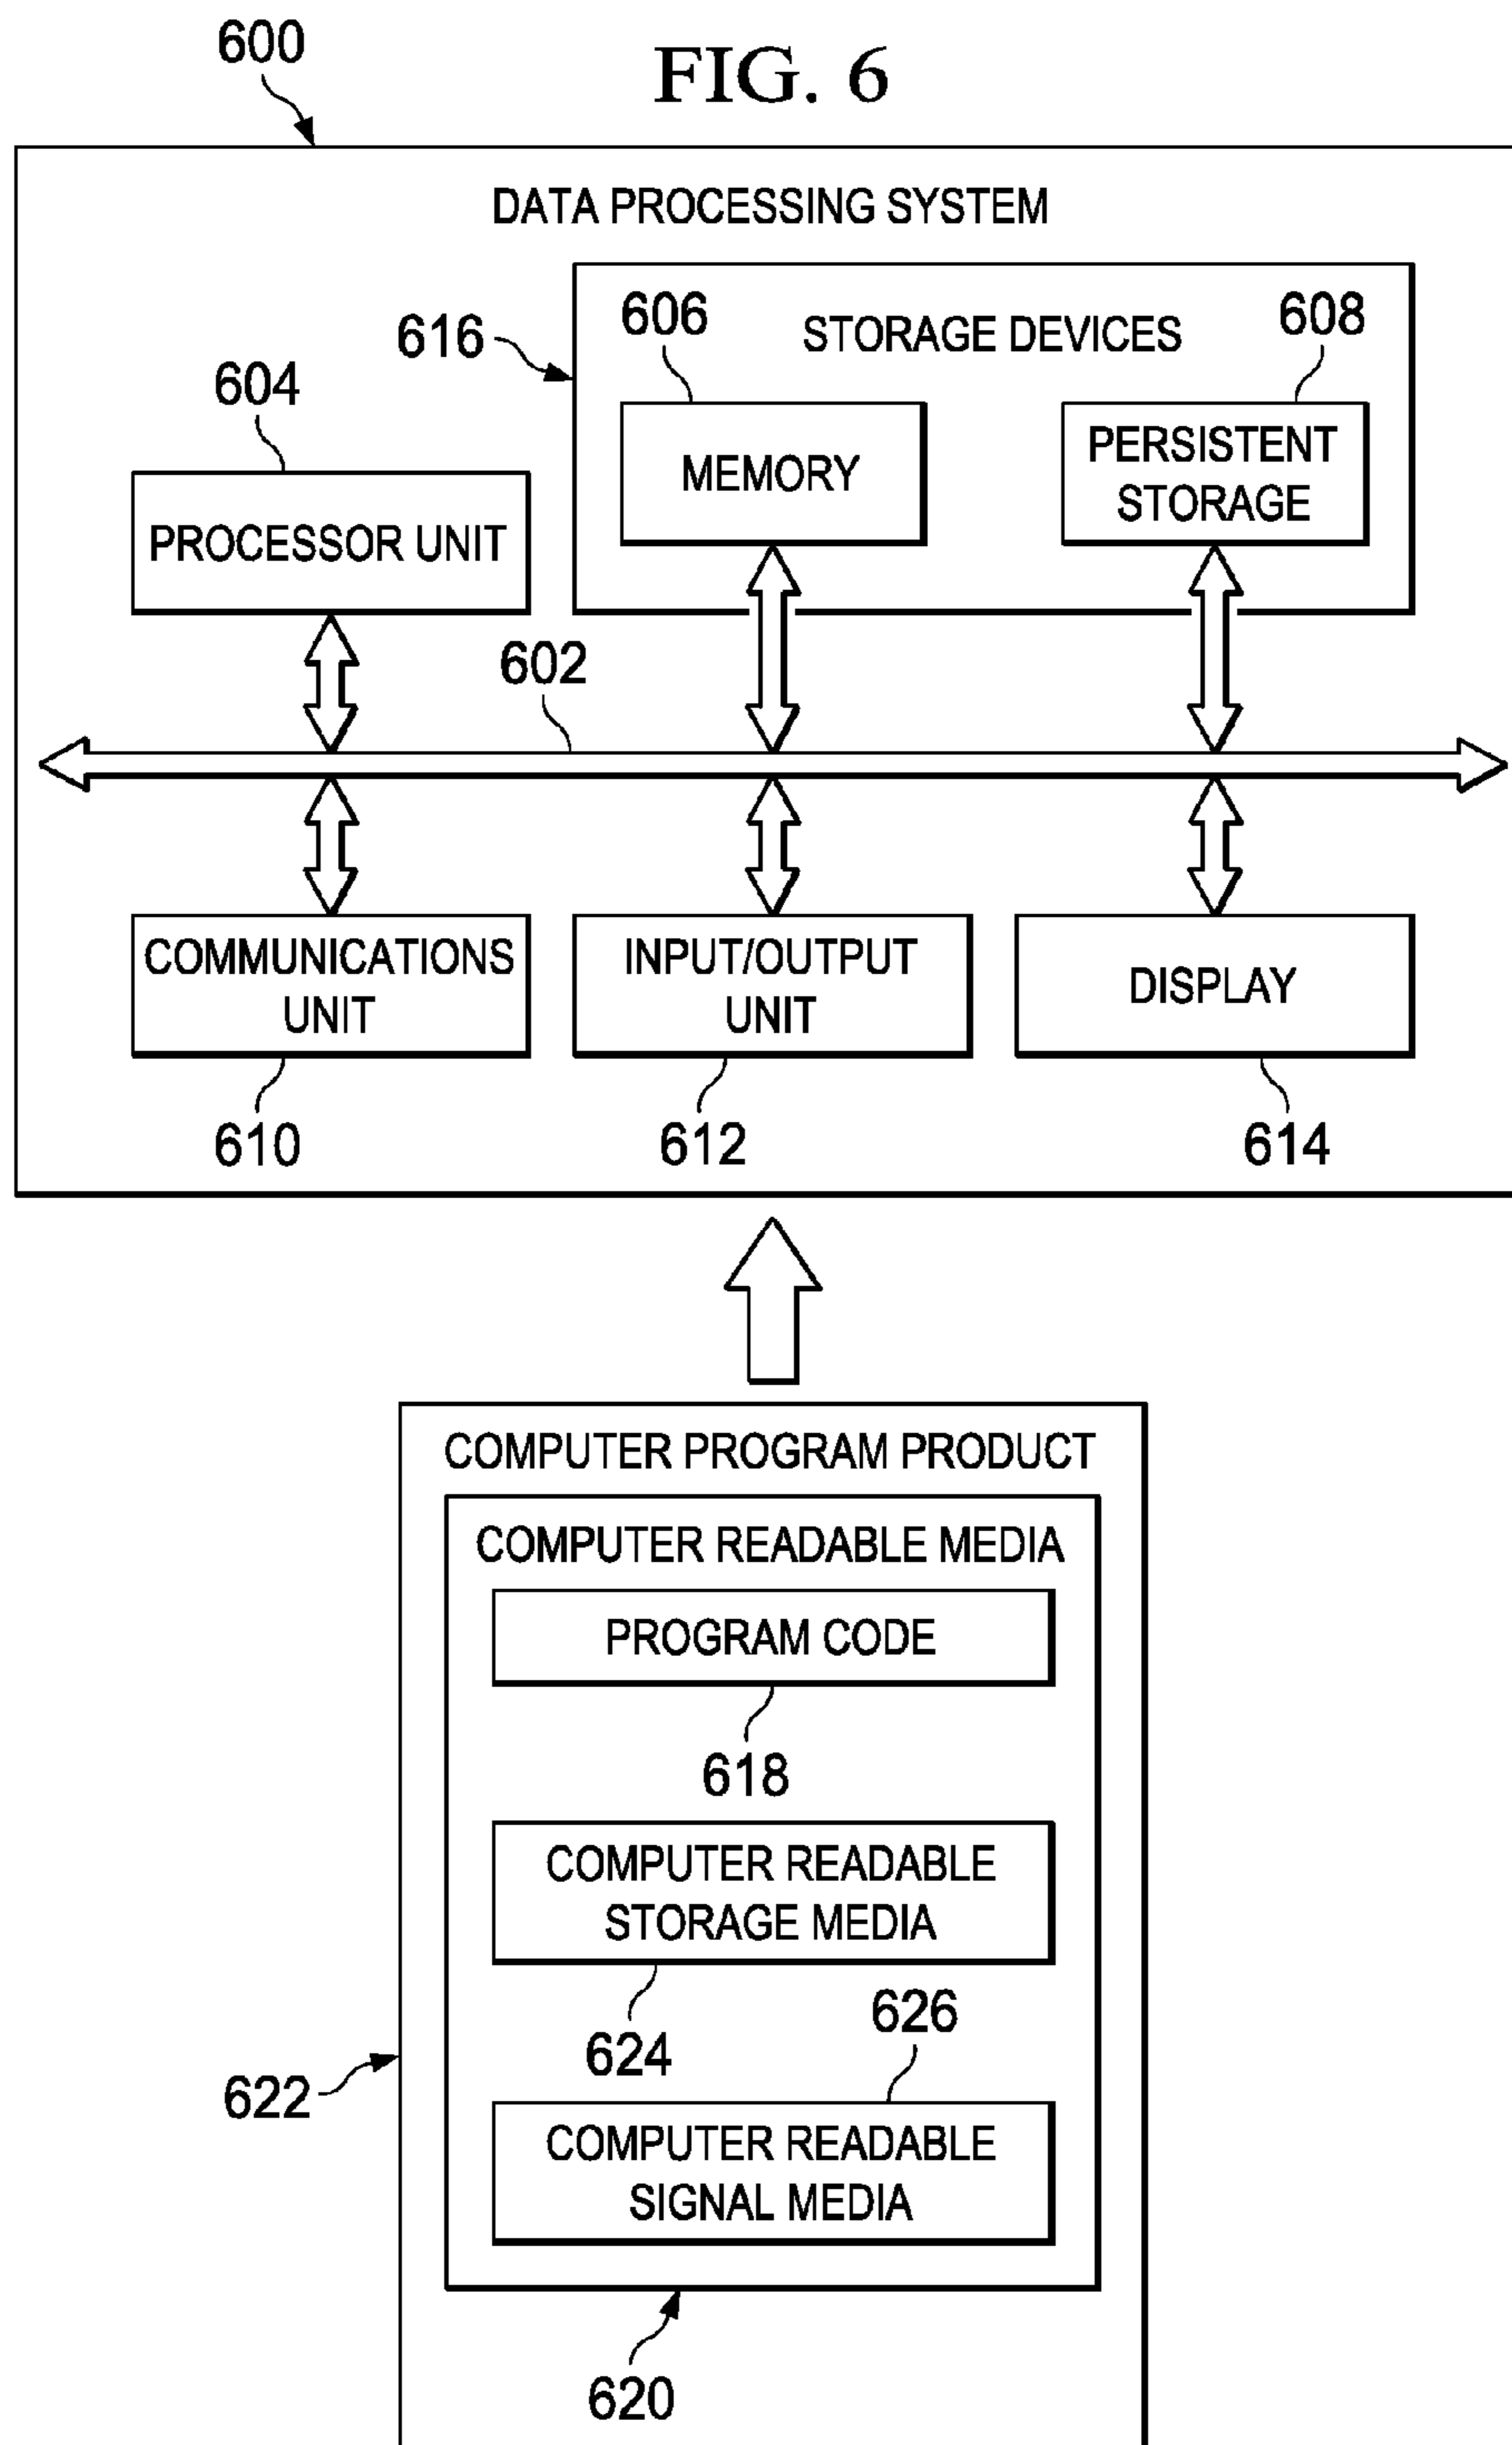 600
FIG. 6
DATA PROCESSING SYSTEM
616
606
STORAGE DEVICES
608
604
MEMORY
PERSISTENT
STORAGE
PROCESSOR UNIT
602
COMMUNICATIONS
UNIT
INPUT/OUTPUT
UNIT
DISPLAY
610
612
614
COMPUTER PROGRAM PRODUCT
COMPUTER READABLE MEDIA
PROGRAM CODE
618
COMPUTER READABLE
STORAGE MEDIA
624
626
622
COMPUTER READABLE
SIGNAL MEDIA
620